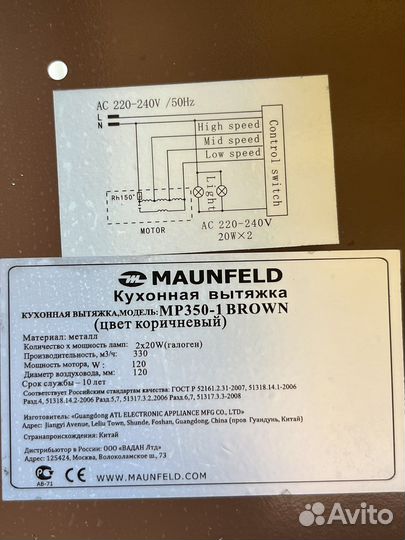 AC 220-240V /50Hz
L
N
High speed
Mid speed
Low speed
Control switch
Rh150°
Light
MOTOR
AC 220-240V
20W×2
MAUNFELD
Кухонная вытяжка
КУХОННАЯ ВЫТЯЖКА,МОДЕЛЬ:MP350-1 BROWN
(цвет коричневый)
Материал: металл
Количество х мощность ламп: 2x20W(галоген)
Производительность, м3/ч: 330
Мощность мотора, W: 120
Диаметр воздуховода, мм: 120
Срок службы – 10 лет
Соответствует Российским стандартам качества: ГОСТ Р 52161.2.31-2007, 51318.14.1-2006
Разд.4, 51318.14.2-2006 Разд.5,7, 51317.3.2.2006 Разд.6,7, 51317.3.3-2008
Изготовитель: «Guangdong ATL ELECTRONIC APPLIANCE MFG CO., LTD»
Адрес: Jiangyi Avenue, Leliu Town, Shunde, Foshan, Guangdong, China (пров Гуандунь, Китай)
Странапроисхождения: Китай
Дистрибьютор в России: ООО «ВАДАН Лтд»
Адрес: 125424, Москва, Волоколамское ш., 73
АВ-71
WWW.MAUNFELD.COM
Avito